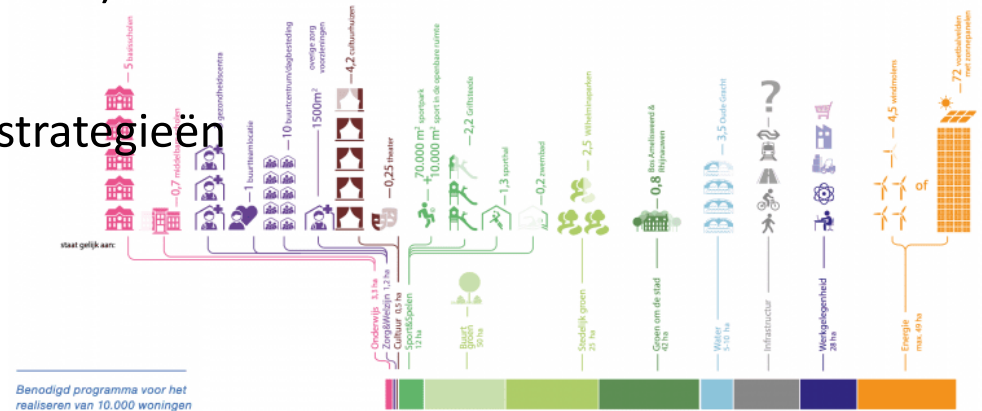 strategieën
5 basisscholen
0,7
gezondheidscentra
1 buurtteamlocatie
10 buurtcentrum/dagbesteding
overige zorg
voorzieningen
1500m²
4,2 cultuurhuizen
0,25 theater
70.000 m² sportpark
10.000 m² sport in de openbare ruimte
2,2 Griftsteede
1,3 sporthal
0,2 zwembad
2,5 Wilhelminaparken
0,8 Bos Amelisweerd &
Rhijnauwen
3,5 Oude Gracht
?
4,5 windmolens
of
72 voetbalvelden
met zonnepanelen
staat gelijk aan:
Onderwijs 3,3 ha
Zorg&Welzijn 1,2 ha
Cultuur 0,5 ha
Sport&Spelen
12 ha
Buurt
groen
50 ha
Stedelijk groen
25 ha
Groen om de stad
42 ha
Water
5-10 ha
Infrastructur
Werkgelegenheid
28 ha
Energie
max. 49 ha
Benodigd programma voor het
realiseren van 10.000 woningen